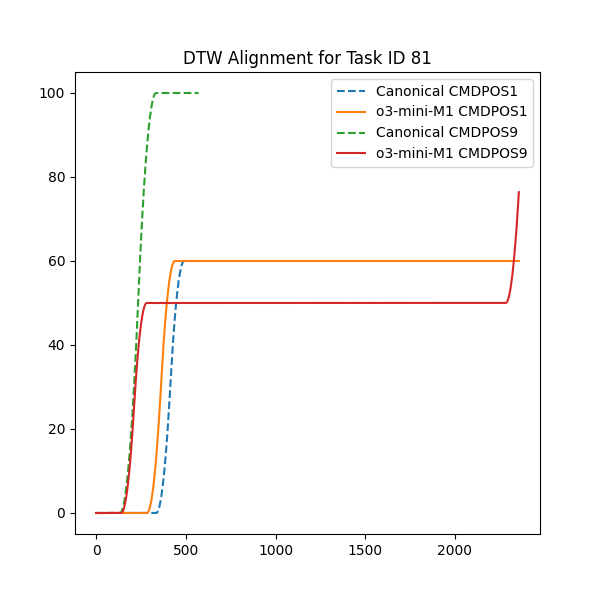 DTW Alignment for Task ID 81
Canonical CMDPOS1
o3-mini-M1 CMDPOS1
Canonical CMDPOS9
o3-mini-M1 CMDPOS9
100
80
60
40
20
0
0 500 1000 1500 2000